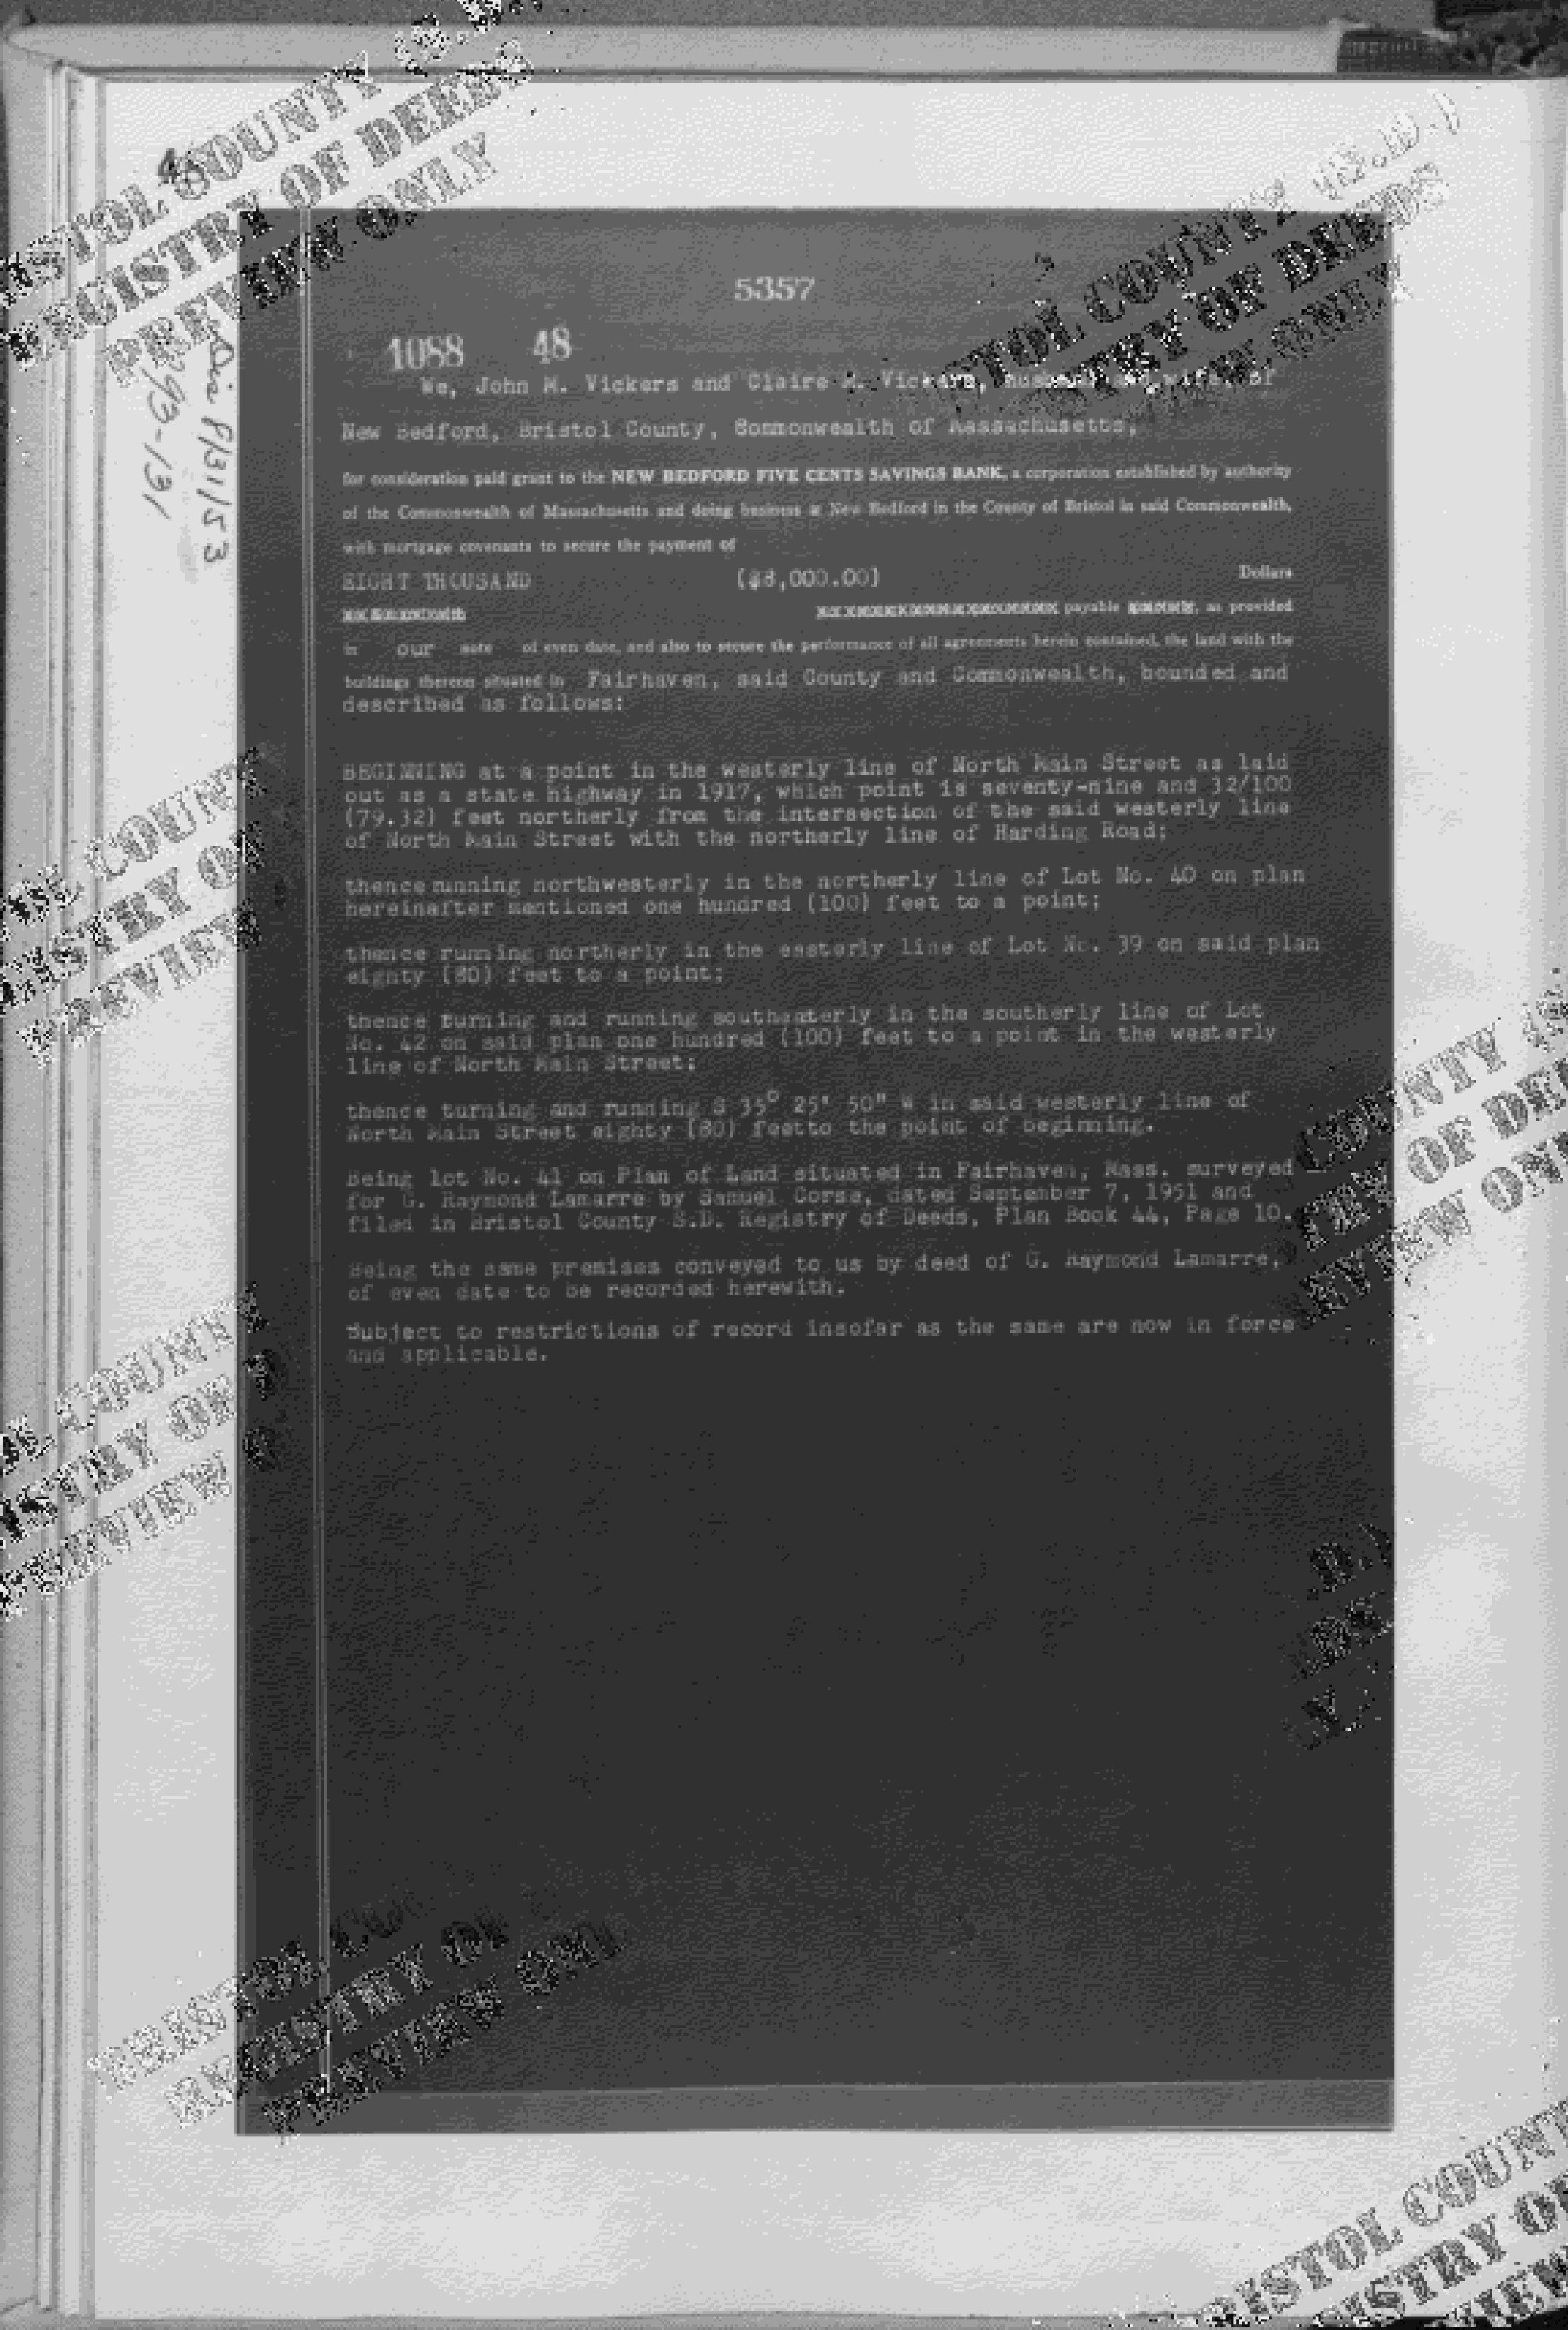 5357
1088 48
We, John M. Vickers and Claire M. Vickers, husband and wife, of
New Bedford, Bristol County, Commonwealth of Massachusetts,
for consideration paid grant to the NEW BEDFORD FIVE CENTS SAVINGS BANK, a corporation established by authority
of the Commonwealth of Massachusetts and doing business at New Bedford in the County of Bristol in said Commonwealth,
with mortgage covenants to secure the payment of
EIGHT THOUSAND ($8,000.00) Dollars
payable, as provided
in our note of even date, and also to secure the performance of all agreements herein contained, the land with the
buildings thereon situated in Fairhaven, said County and Commonwealth, bounded and
described as follows:
BEGINNING at a point in the westerly line of North Main Street as laid
out as a state highway in 1917, which point is seventy-nine and 32/100
(79.32) feet northerly from the intersection of the said westerly line
of North Main Street with the northerly line of Harding Road;
thence running northwesterly in the northerly line of Lot No. 40 on plan
hereinafter mentioned one hundred (100) feet to a point;
thence running northerly in the easterly line of Lot No. 39 on said plan
eighty (80) feet to a point;
thence turning and running southeasterly in the southerly line of Lot
No. 42 on said plan one hundred (100) feet to a point in the westerly
line of North Main Street;
thence turning and running S 35° 25' 50" W in said westerly line of
North Main Street eighty (80) feetto the point of beginning.
Being lot No. 41 on Plan of Land situated in Fairhaven, Mass. surveyed
for G. Raymond Lamarre by Samuel Corse, dated September 7, 1951 and
filed in Bristol County S.D. Registry of Deeds, Plan Book 44, Page 10.
Being the same premises conveyed to us by deed of G. Raymond Lamarre,
of even date to be recorded herewith.
Subject to restrictions of record insofar as the same are now in force
and applicable.
8/31/53
BRISTOL COUNTY (S.D.)
REGISTRY OF DEEDS
PREVIEW ONLY